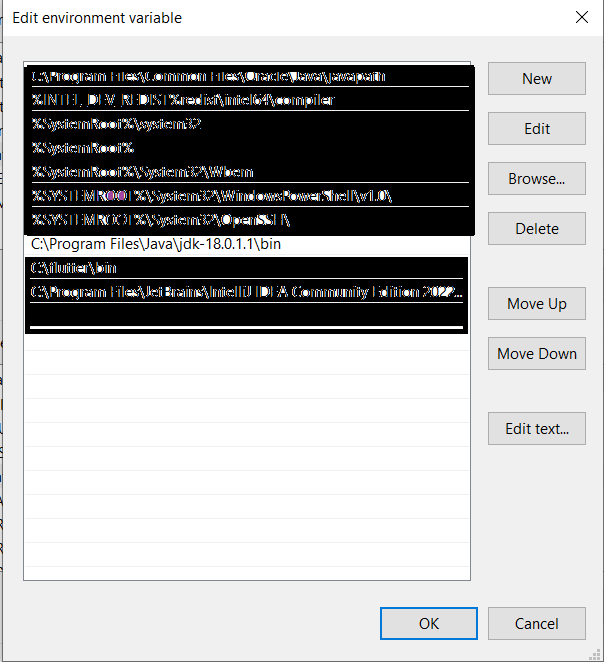 Edit environment variable
C:\Program Files\Common Files\Oracle\Java\javapath
%INTEL_DEV_REDIST%redist\intel64\compiler
%SystemRoot%\system32
%SystemRoot%
%SystemRoot%\System32\Wbem
%SYSTEMROOT%\System32\WindowsPowerShell\v1.0\
%SYSTEMROOT%\System32\OpenSSH\
C:\Program Files\Java\jdk-18.0.1.1\bin
C:\flutter\bin
C:\Program Files\JetBrains\IntelliJ IDEA Community Edition 2022...
New
Edit
Browse...
Delete
Move Up
Move Down
Edit text...
OK
Cancel